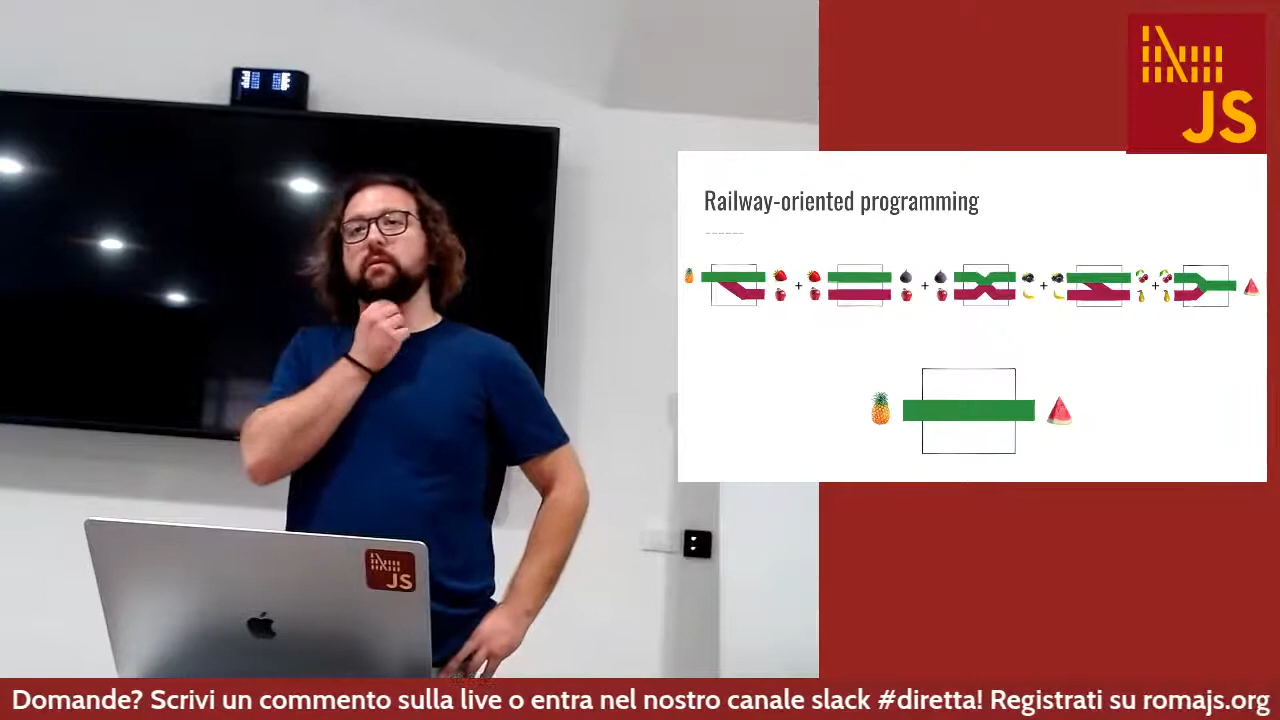 JS
Railway-oriented programming
------
+ + + +
JS
Domande? Scrivi un commento sulla live o entra nel nostro canale slack #diretta! Registrati su romajs.org